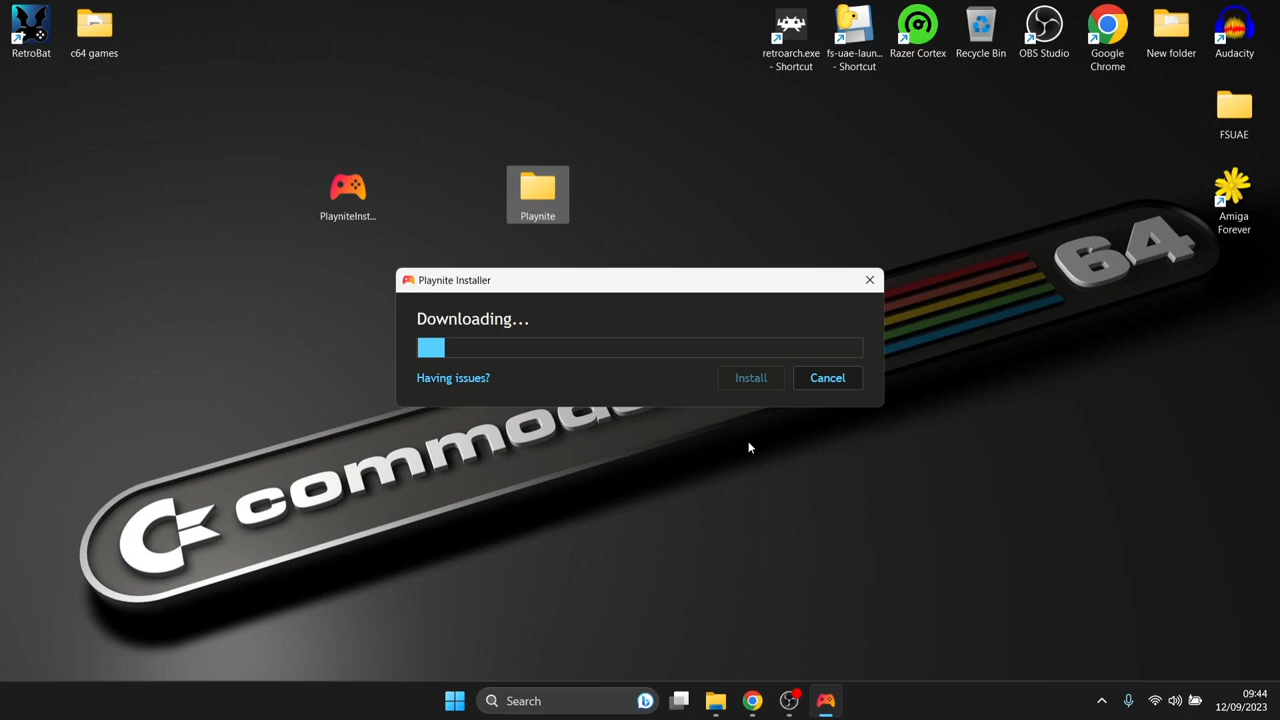 RetroBat
c64 games
retroarch.exe
- Shortcut
fs-uae-laun...
- Shortcut
Razer Cortex
Recycle Bin
OBS Studio
Google
Chrome
New folder
Audacity
FSUAE
PlayniteInst...
Playnite
Amiga
Forever
64
Playnite Installer
Downloading...
Having issues?
Install
Cancel
commod
Search
09:44
12/09/2023